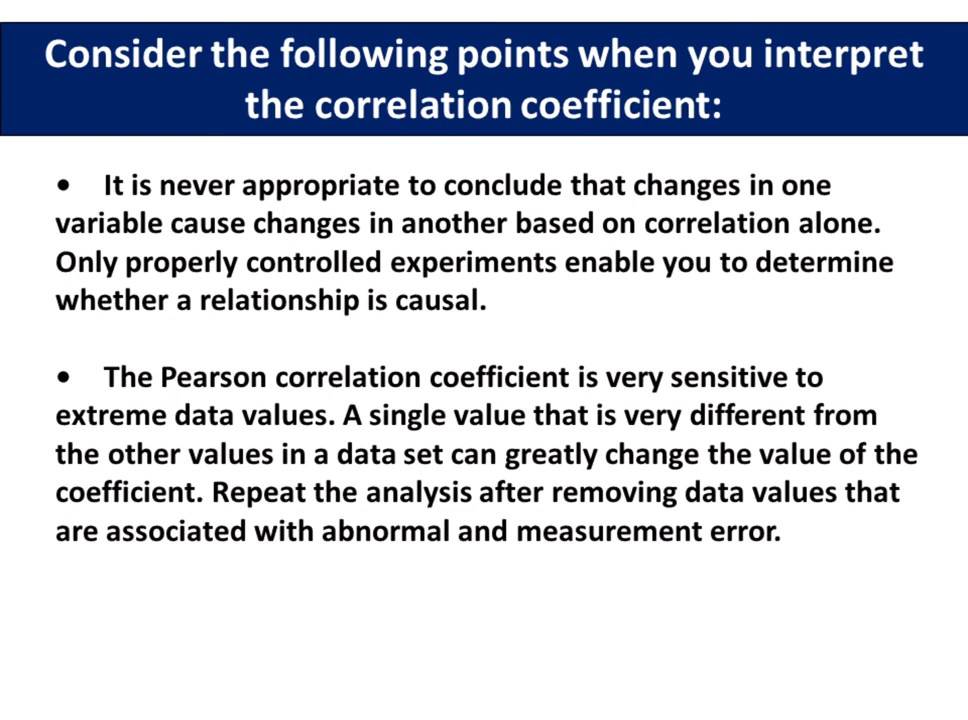 Consider the following points when you interpret
the correlation coefficient:
• It is never appropriate to conclude that changes in one
variable cause changes in another based on correlation alone.
Only properly controlled experiments enable you to determine
whether a relationship is causal.
• The Pearson correlation coefficient is very sensitive to
extreme data values. A single value that is very different from
the other values in a data set can greatly change the value of the
coefficient. Repeat the analysis after removing data values that
are associated with abnormal and measurement error.